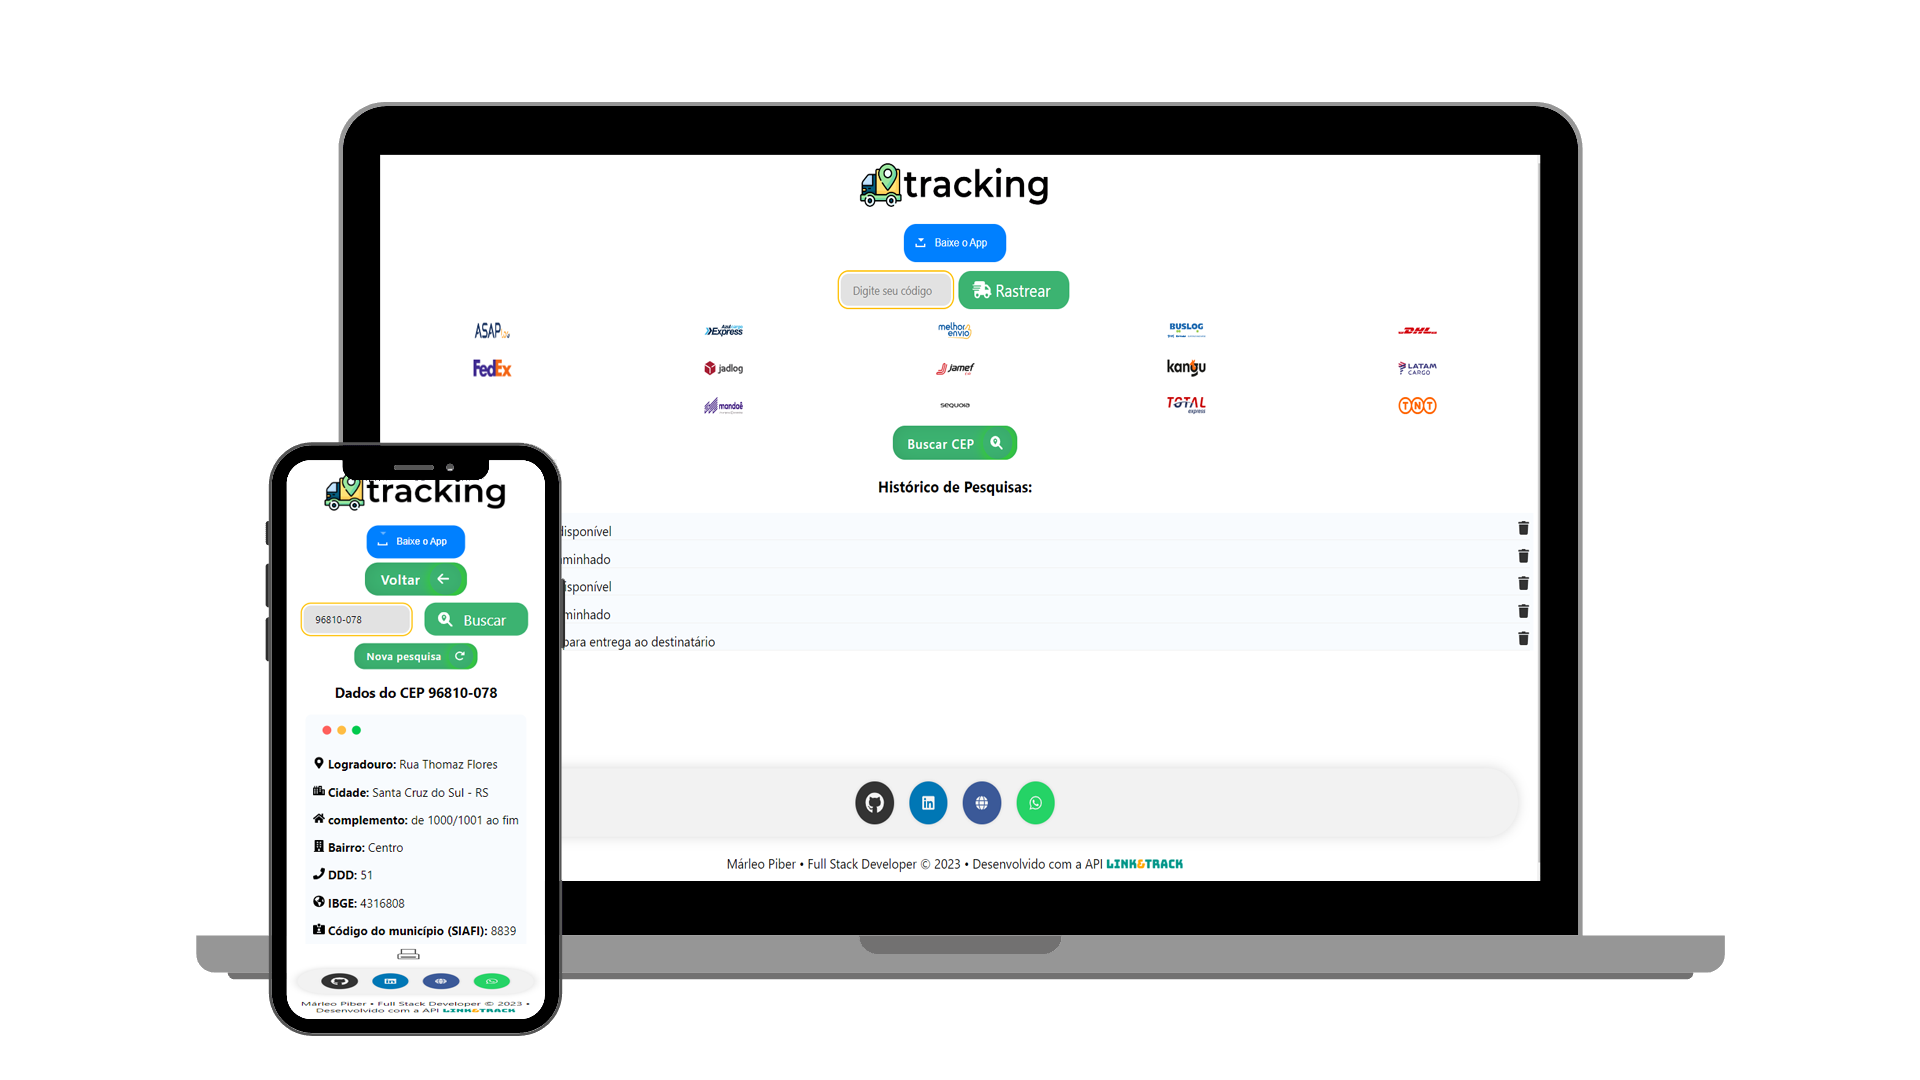 tracking
Baixe o App
Digite seu código
Rastrear
ASAP
Express
melhor envio
BUSLOG
DHL
FedEx
jadlog
Jamef
kangu
LATAM CARGO
mandaê
sequoia
TOTAL express
TNT
Buscar CEP
Histórico de Pesquisas:
disponível
minhado
isponível
minhado
para entrega ao destinatário
Márleo Piber • Full Stack Developer © 2023 • Desenvolvido com a API LINK&TRACK
tracking
Baixe o App
Voltar
96810-078
Buscar
Nova pesquisa
Dados do CEP 96810-078
Logradouro: Rua Thomaz Flores
Cidade: Santa Cruz do Sul - RS
complemento: de 1000/1001 ao fim
Bairro: Centro
DDD: 51
IBGE: 4316808
Código do município (SIAFI): 8839
Márleo Piber • Full Stack Developer © 2023 •
Desenvolvido com a API LINK&TRACK